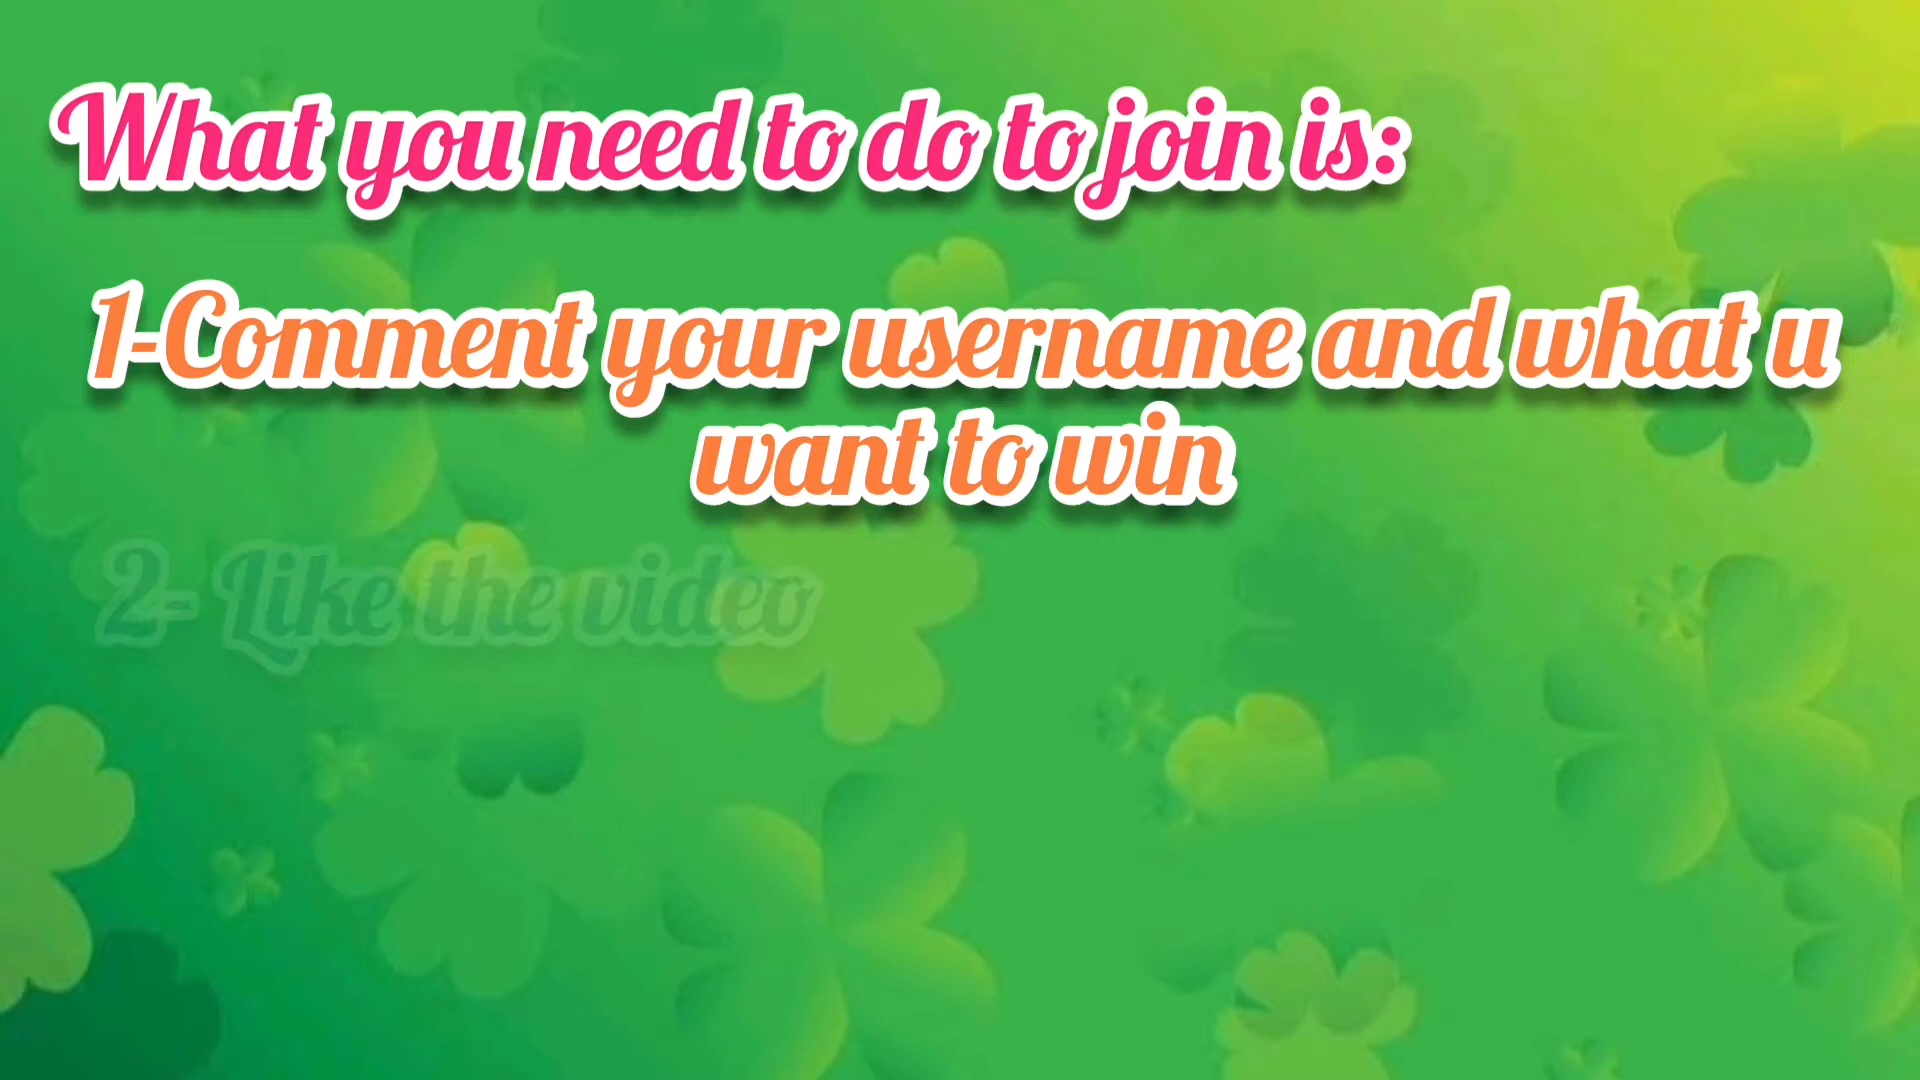 What you need to do to join is:
1-Comment your username and what u
want to win
2- Like the video